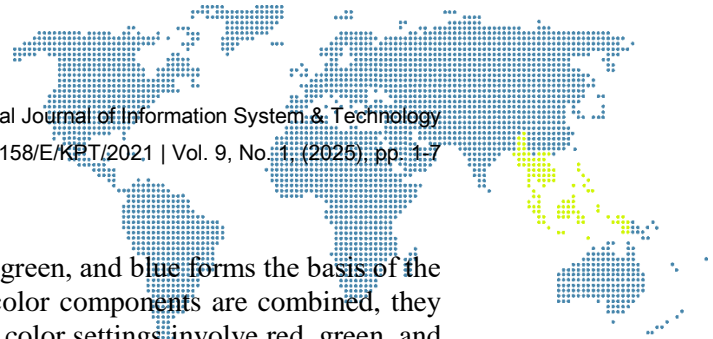 al Journal of Information System & Technology
158/E/KPT/2021 | Vol. 9, No. 1, (2025), pp. 1-7
green, and blue forms the basis of the
color components are combined, they
color settings involve red, green, and